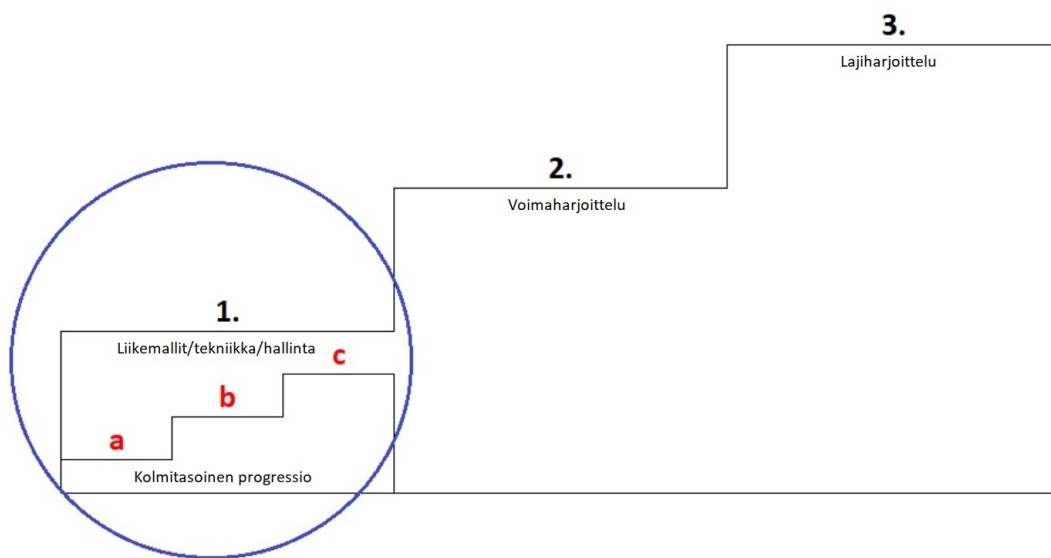 3.
Lajiharjoittelu
2.
Voimaharjoittelu
1.
Liikemallit/tekniikka/hallinta
c
b
a
Kolmitasoinen progressio